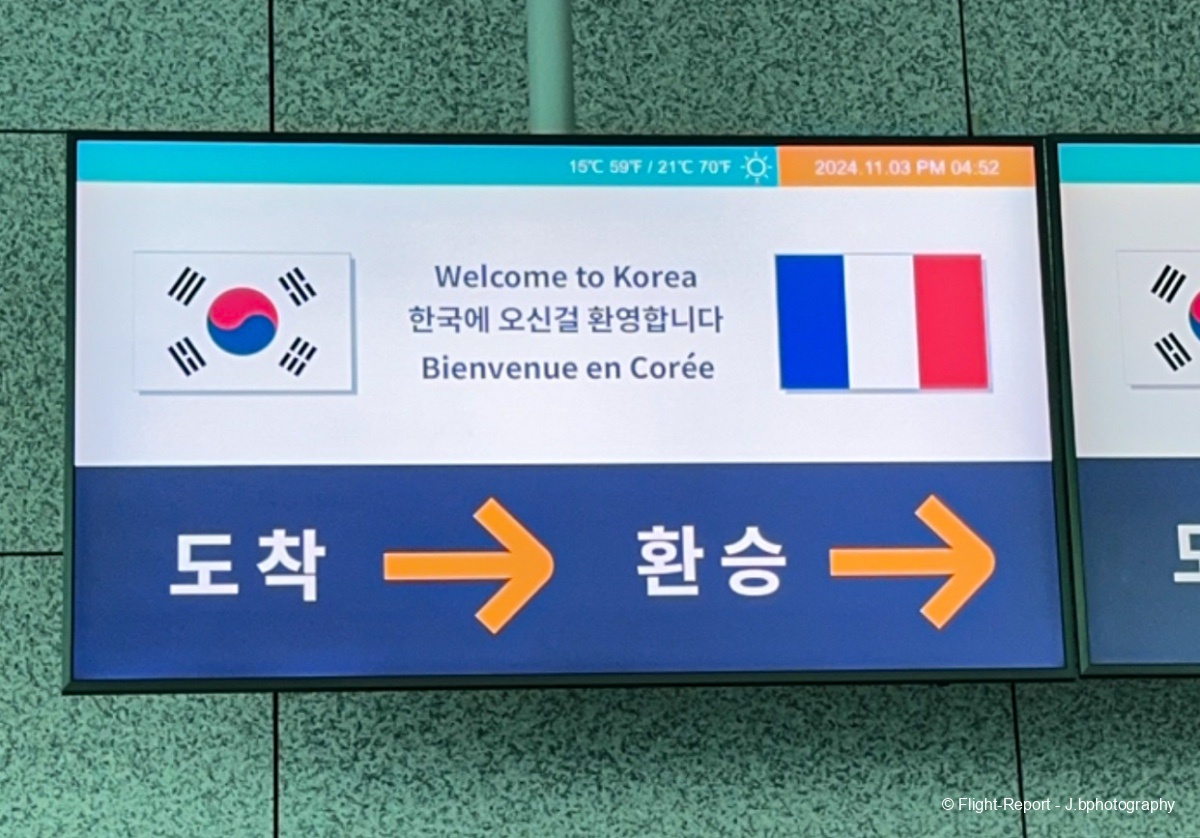 15℃ 59℉ / 21℃ 70℉
2024.11.03 PM 04:52
Welcome to Korea
한국에 오신걸 환영합니다
Bienvenue en Corée
도착
환승
© Flight-Report - J.bphotography